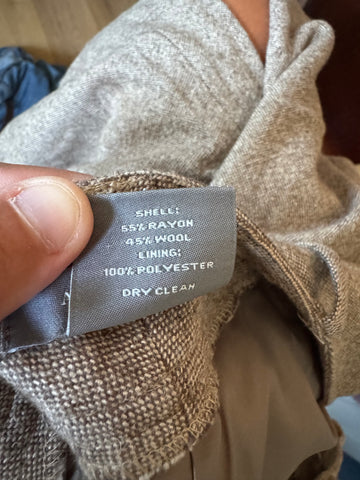 SHELL:
55% RAYON
45% WOOL
LINING:
100% POLYESTER
DRY CLEAN